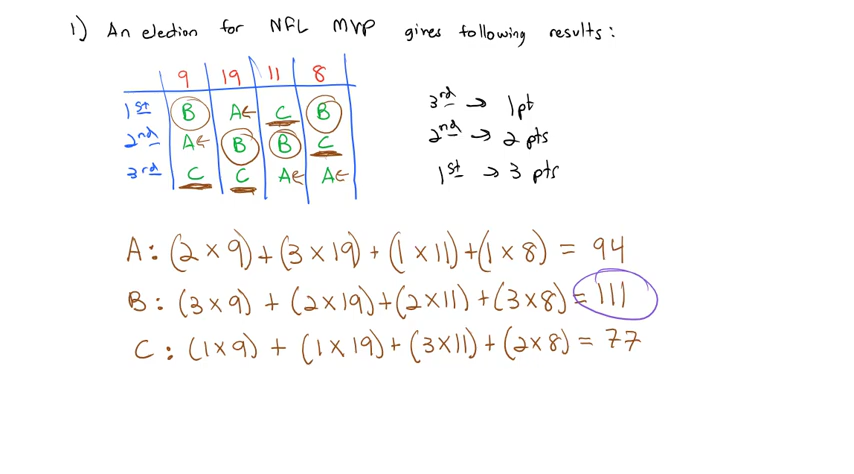 1) An election for NFL MVP gives following results:
9 19 11 8
1st B A← C B
2nd A← B B C
3rd C C A← A←
3rd → 1pt
2nd → 2 pts
1st → 3 pts
A: (2 × 9) + (3 × 19) + (1 × 11) + (1 × 8) = 94
B: (3 × 9) + (2 × 19) + (2 × 11) + (3 × 8) = 111
C: (1 × 9) + (1 × 19) + (3 × 11) + (2 × 8) = 77